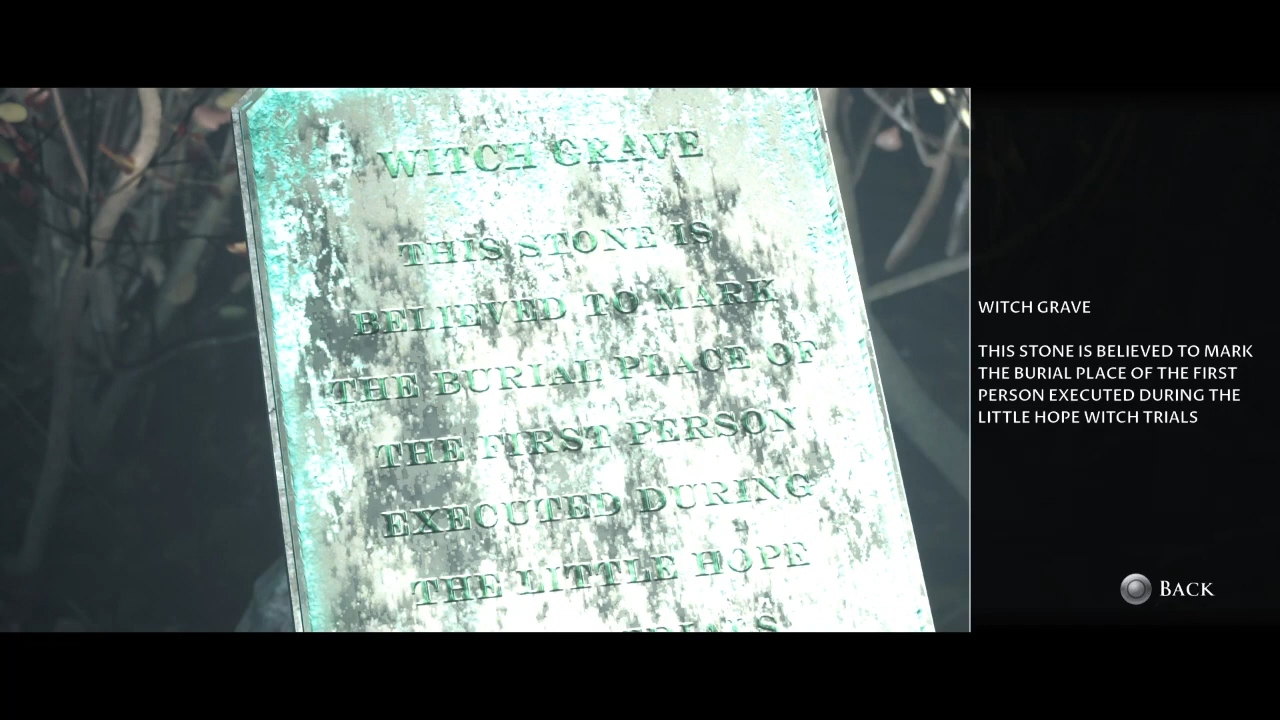 WITCH GRAVE
THIS STONE IS
BELIEVED TO MARK
THE BURIAL PLACE OF
THE FIRST PERSON
EXECUTED DURING
THE LITTLE HOPE
TRIALS
WITCH GRAVE
THIS STONE IS BELIEVED TO MARK
THE BURIAL PLACE OF THE FIRST
PERSON EXECUTED DURING THE
LITTLE HOPE WITCH TRIALS
BACK